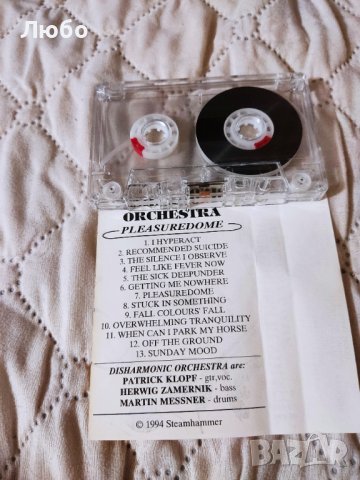 Любо
ORCHESTRA
PLEASUREDOME
1. I HYPERACT
2. RECOMMENDED SUICIDE
3. THE SILENCE I OBSERVE
4. FEEL LIKE FEVER NOW
5. THE SICK DEEPUNDER
6. GETTING ME NOWHERE
7. PLEASUREDOME
8. STUCK IN SOMETHING
9. FALL COLOURS' FALL
10. OVERWHELMING TRANQUILITY
11. WHEN CAN I PARK MY HORSE
12. OFF THE GROUND
13. SUNDAY MOOD
DISHARMONIC ORCHESTRA are:
PATRICK KLOPF - gtr,voc.
HERWIG ZAMERNIK - bass
MARTIN MESSNER - drums
© 1994 Steamhammer
BAZAR